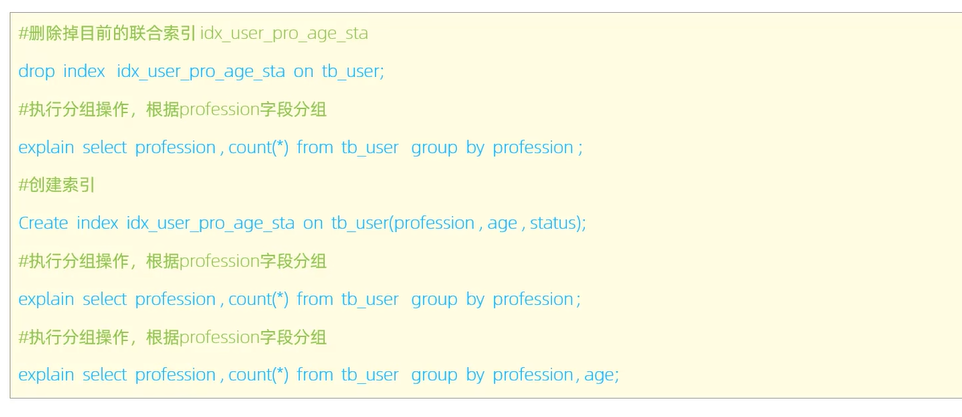 #删除掉目前的联合索引 idx_user_pro_age_sta
drop index idx_user_pro_age_sta on tb_user;
#执行分组操作，根据profession字段分组
explain select profession , count(*) from tb_user group by profession ;
#创建索引
Create index idx_user_pro_age_sta on tb_user(profession , age , status);
#执行分组操作，根据profession字段分组
explain select profession , count(*) from tb_user group by profession ;
#执行分组操作，根据profession字段分组
explain select profession , count(*) from tb_user group by profession, age;